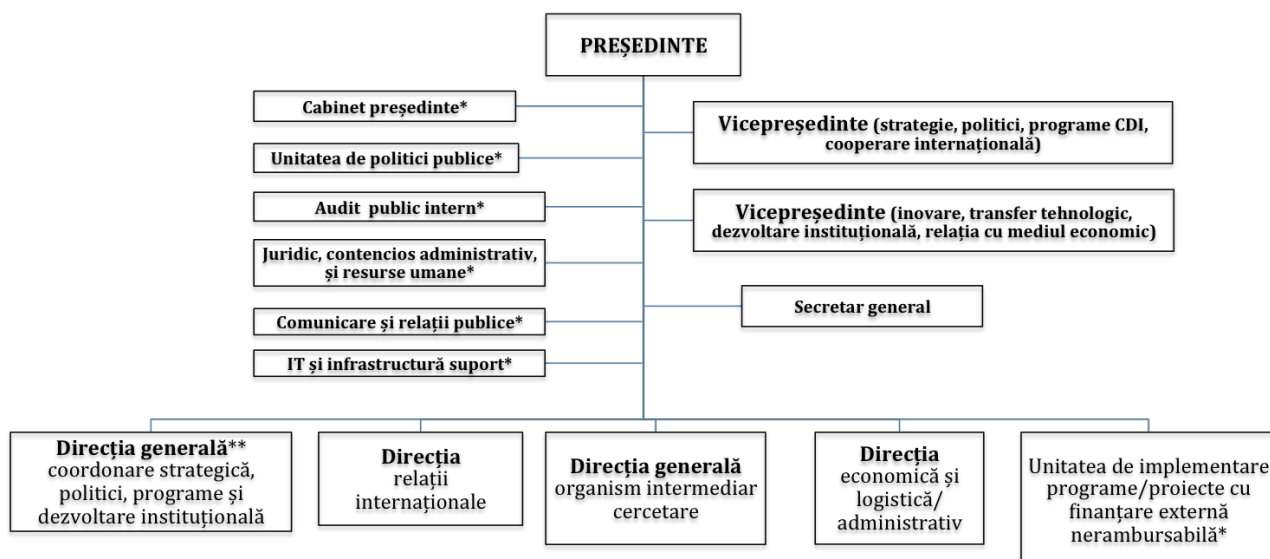 PREȘEDINTE
Cabinet președinte*
Unitatea de politici publice*
Audit public intern*
Juridic, contencios administrativ,
și resurse umane*
Comunicare și relații publice*
IT și infrastructură suport*
Vicepreședinte (strategie, politici, programe CDI,
cooperare internațională)
Vicepreședinte (inovare, transfer tehnologic,
dezvoltare instituțională, relația cu mediul economic)
Secretar general
Direcția generală**
coordonare strategică,
politici, programe și
dezvoltare instituțională
Direcția
relații
internaționale
Direcția generală
organism intermediar
cercetare
Direcția
economică și
logistică/
administrativ
Unitatea de implementare
programe/proiecte cu
finanțare externă
nerambursabilă*